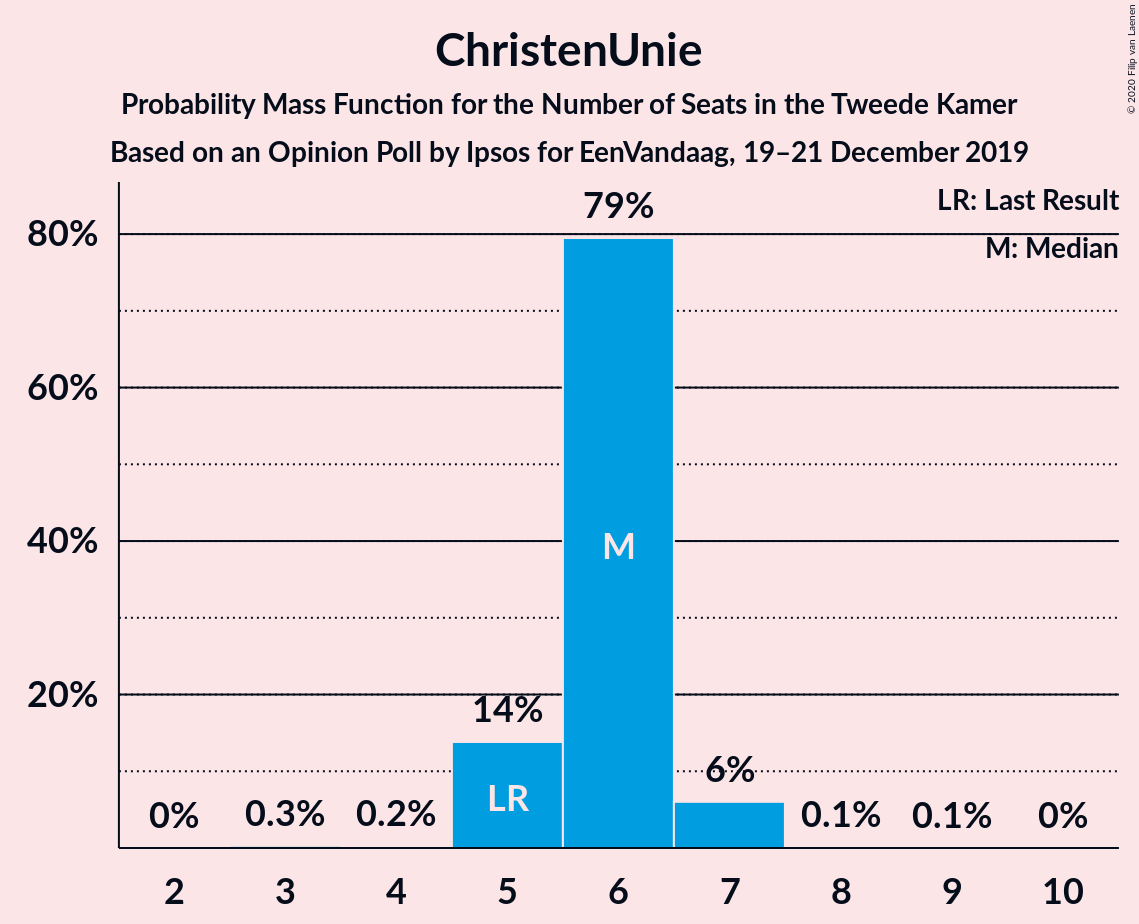 ChristenUnie
Probability Mass Function for the Number of Seats in the Tweede Kamer
Based on an Opinion Poll by Ipsos for EenVandaag, 19–21 December 2019
© 2020 Filip van Laenen
LR: Last Result
M: Median
80%
60%
40%
20%
0%
0.3%
0.2%
14%
79%
6%
0.1%
0.1%
0%
LR
M
2
3
4
5
6
7
8
9
10